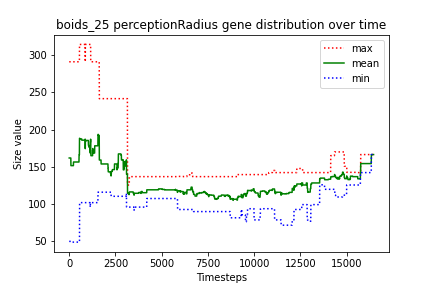 boids_25 perceptionRadius gene distribution over time
max
mean
min
Size value
300
250
200
150
100
50
0
2500
5000
7500
10000
12500
15000
Timesteps